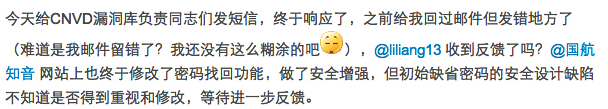 今天给CNVD漏洞库负责同志们发短信，终于响应了，之前给我回过邮件但发错地方了
（难道是我邮件留错了？我还没有这么糊涂的吧），@liliang13 收到反馈了吗？@国航
知音 网站上也终于修改了密码找回功能，做了安全增强，但初始缺省密码的安全设计缺陷
不知道是否得到重视和修改，等待进一步反馈。